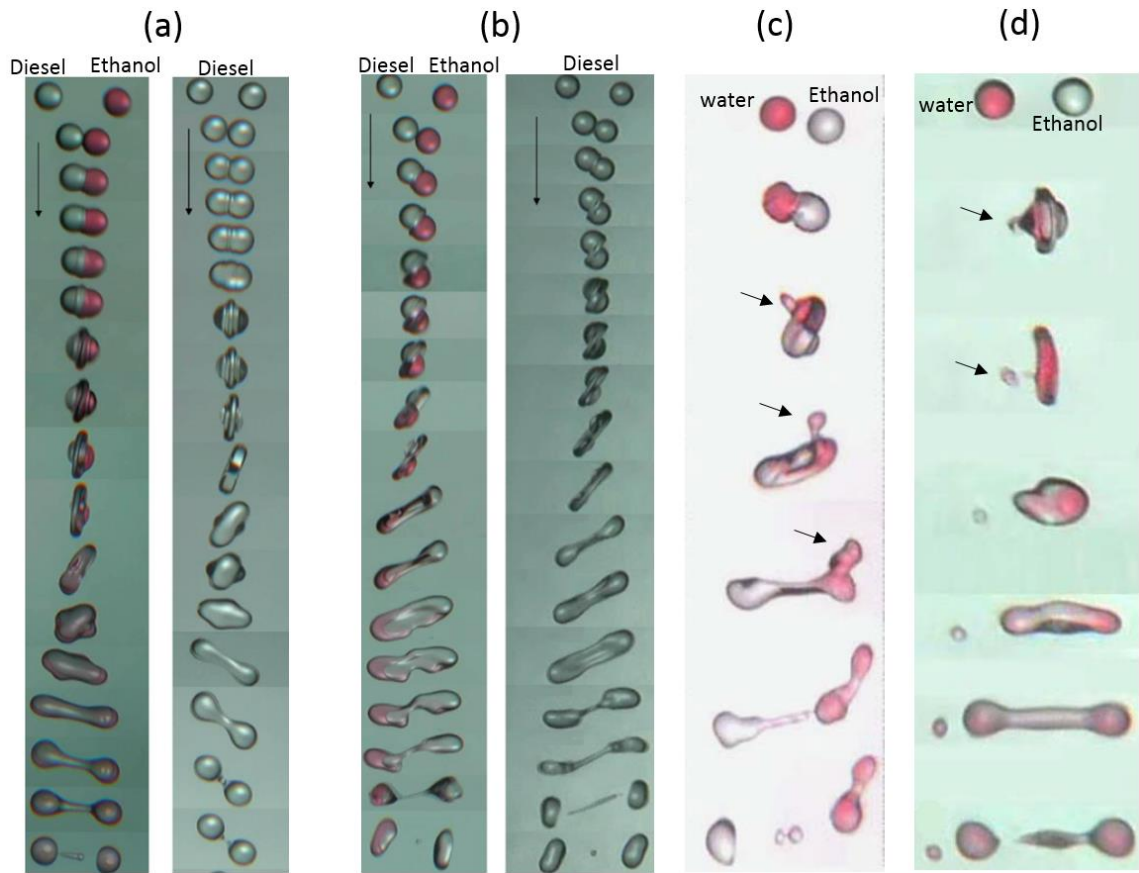 (a)
(b)
(c)
(d)
Diesel Ethanol
Diesel
Diesel Ethanol
Diesel
water
Ethanol
water
Ethanol